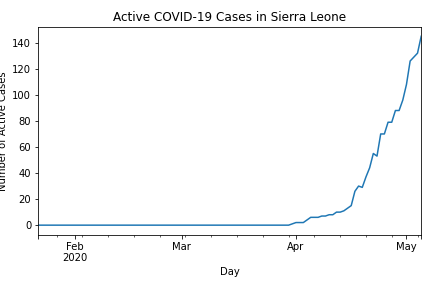 Active COVID-19 Cases in Sierra Leone
140
120
100
80
60
40
20
0
Number of Active Cases
Feb
2020
Mar
Apr
May
Day